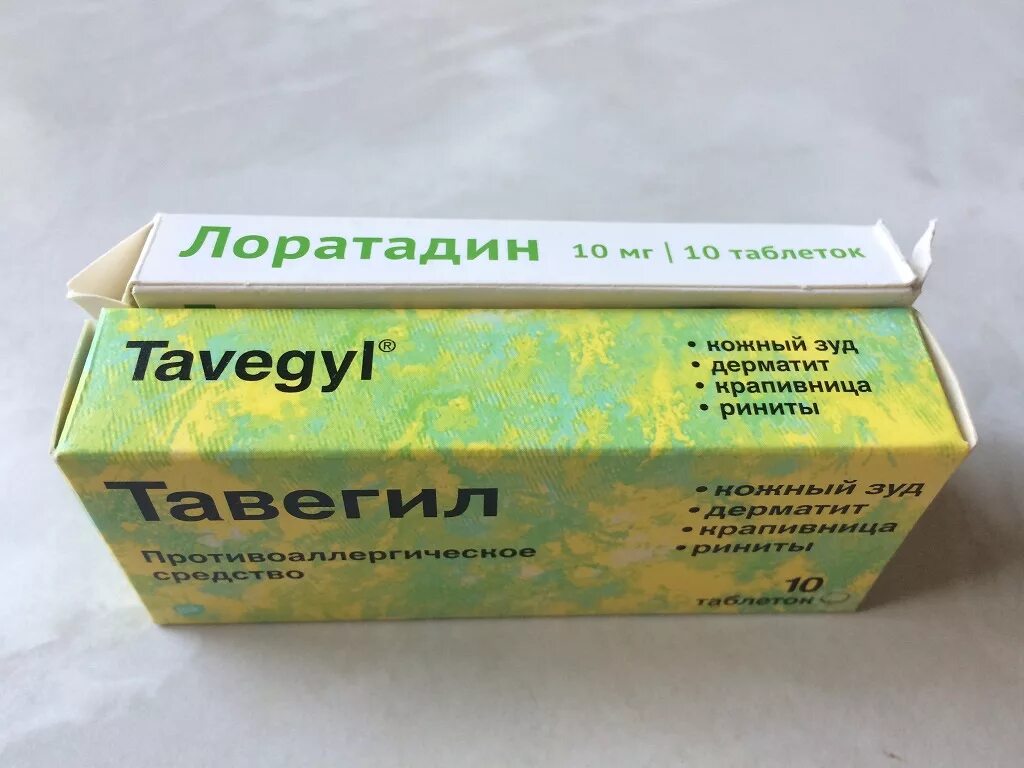 Лоратадин 10 мг | 10 таблеток
Tavegyl®
• кожный зуд
• дерматит
• крапивница
• риниты
Тавегил
Противоаллергическое
средство
• кожный зуд
• дерматит
• крапивница
• риниты
10
таблеток